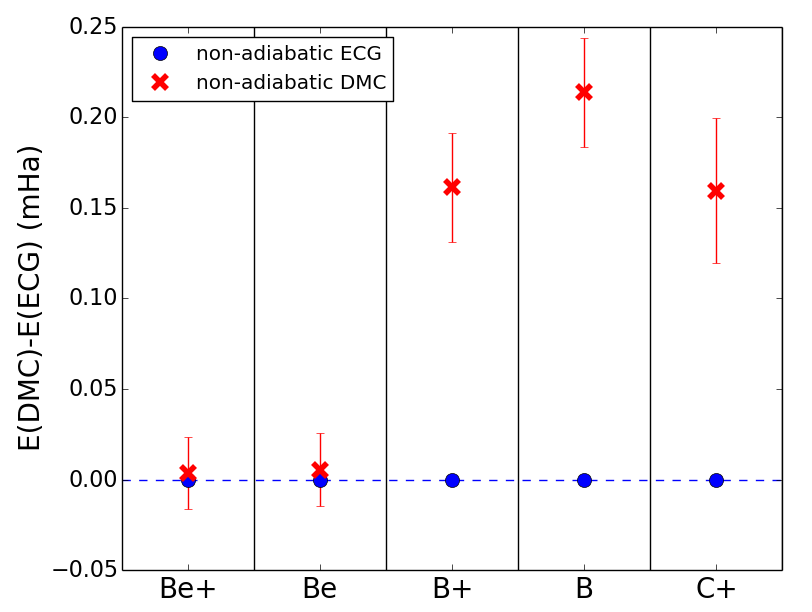 non-adiabatic ECG
non-adiabatic DMC
E(DMC)-E(ECG) (mHa)
0.25
0.20
0.15
0.10
0.05
0.00
−0.05
Be+ Be B+ B C+